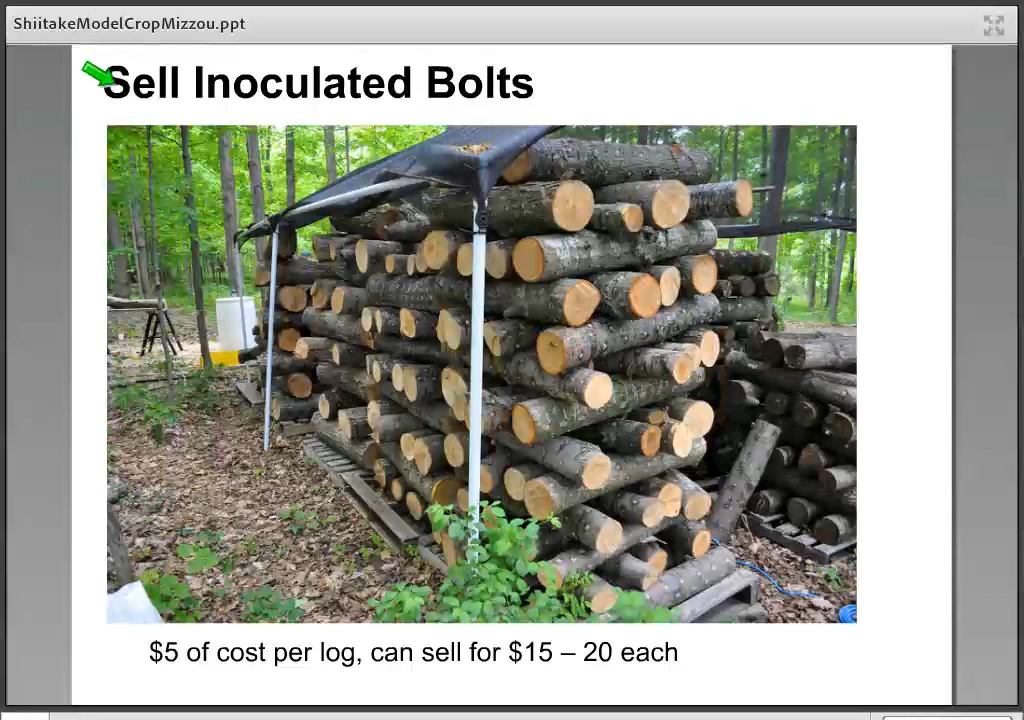 ShiitakeModelCropMizzou.ppt
Sell Inoculated Bolts
$5 of cost per log, can sell for $15 – 20 each